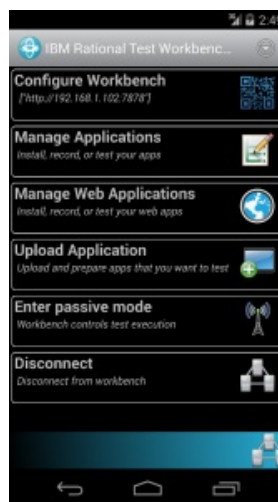 2:49
IBM Rational Test Workbenc...
Configure Workbench
["http://192.168.1.102:7878"]
Manage Applications
Install, record, or test your apps
Manage Web Applications
Install, record, or test your web apps
Upload Application
Upload and prepare apps that you want to test
Enter passive mode
Workbench controls test execution
Disconnect
Disconnect from workbench